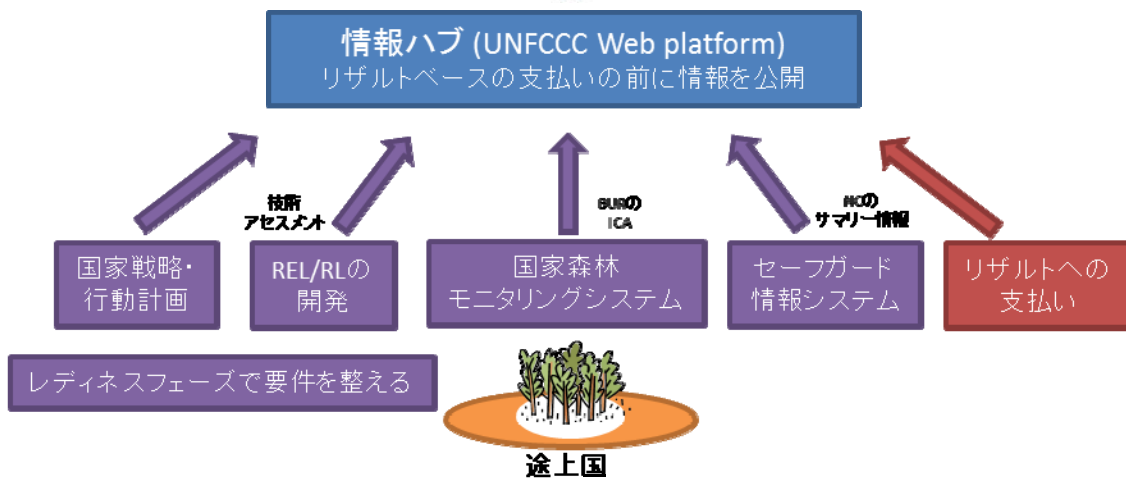 情報ハブ (UNFCCC Web platform)
リザルトベースの支払いの前に情報を公開
技術
アセスメント
BURの
ICA
NCの
サマリー情報
国家戦略・
行動計画
REL/RLの
開発
国家森林
モニタリングシステム
セーフガード
情報システム
リザルトへの
支払い
レディネスフェーズで要件を整える
途上国